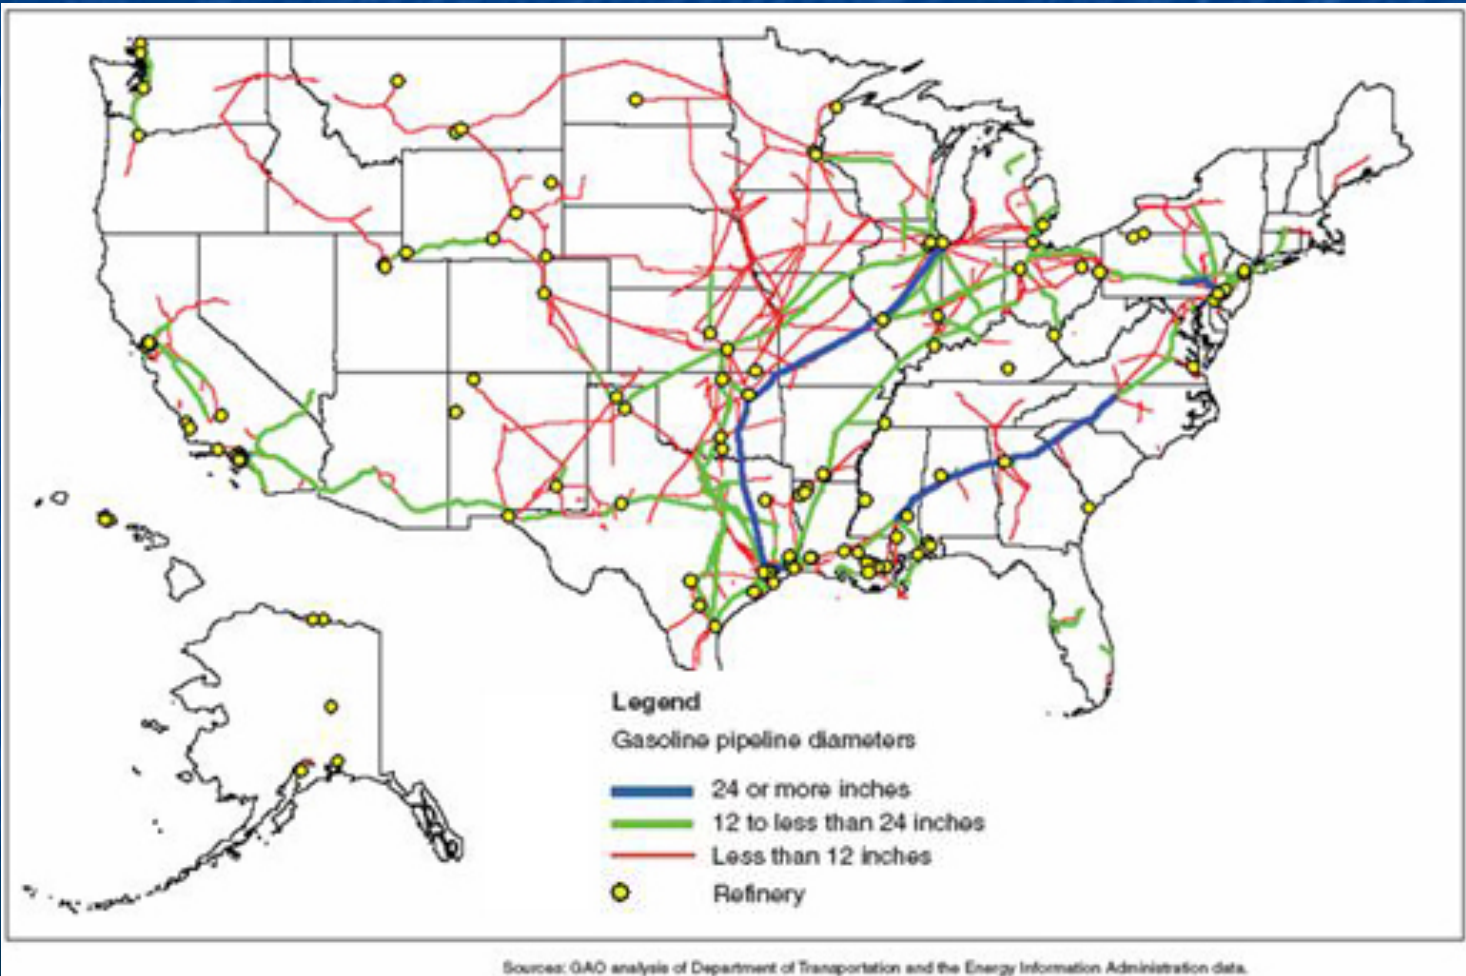 Legend
Gasoline pipeline diameters
24 or more inches
12 to less than 24 inches
Less than 12 inches
Refinery
Sources: GAO analysis of Department of Transportation and the Energy Information Administration data.